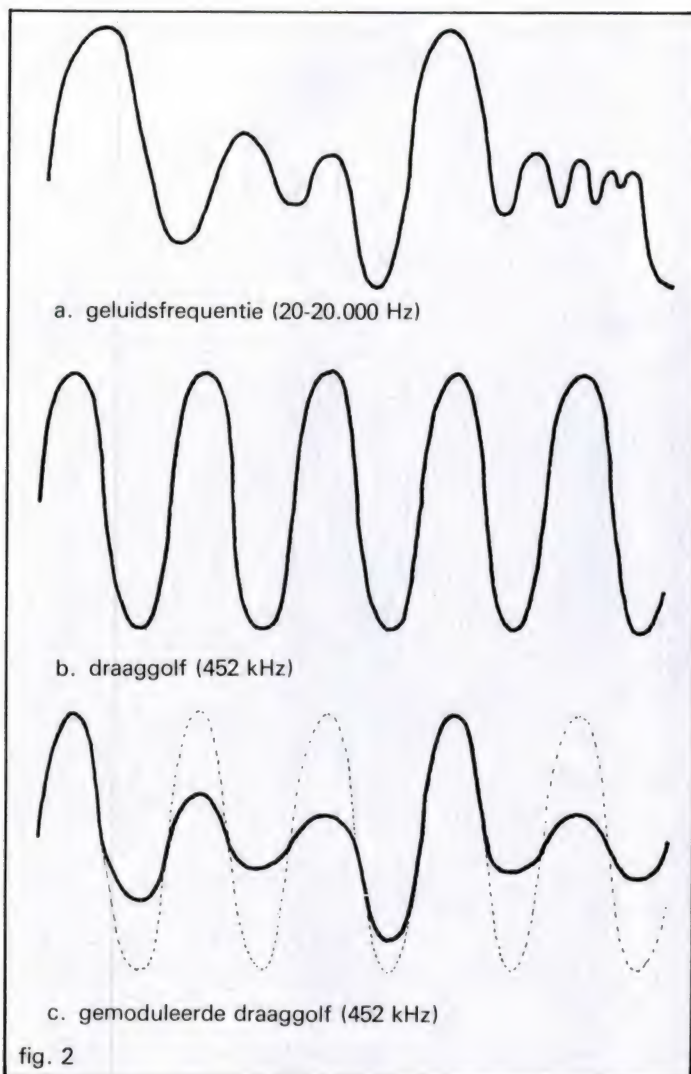 a. geluidsfrequentie (20-20.000 Hz)
b. draaggolf (452 kHz)
c. gemoduleerde draaggolf (452 kHz)
fig. 2